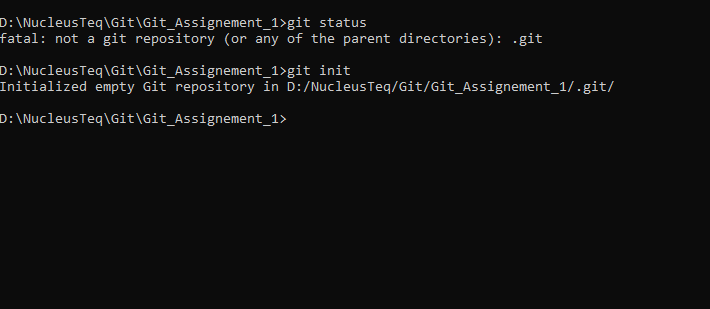 D:\NucleusTeq\Git\Git_Assignement_1>git status
fatal: not a git repository (or any of the parent directories): .git
D:\NucleusTeq\Git\Git_Assignement_1>git init
Initialized empty Git repository in D:/NucleusTeq/Git/Git_Assignement_1/.git/
D:\NucleusTeq\Git\Git_Assignement_1>